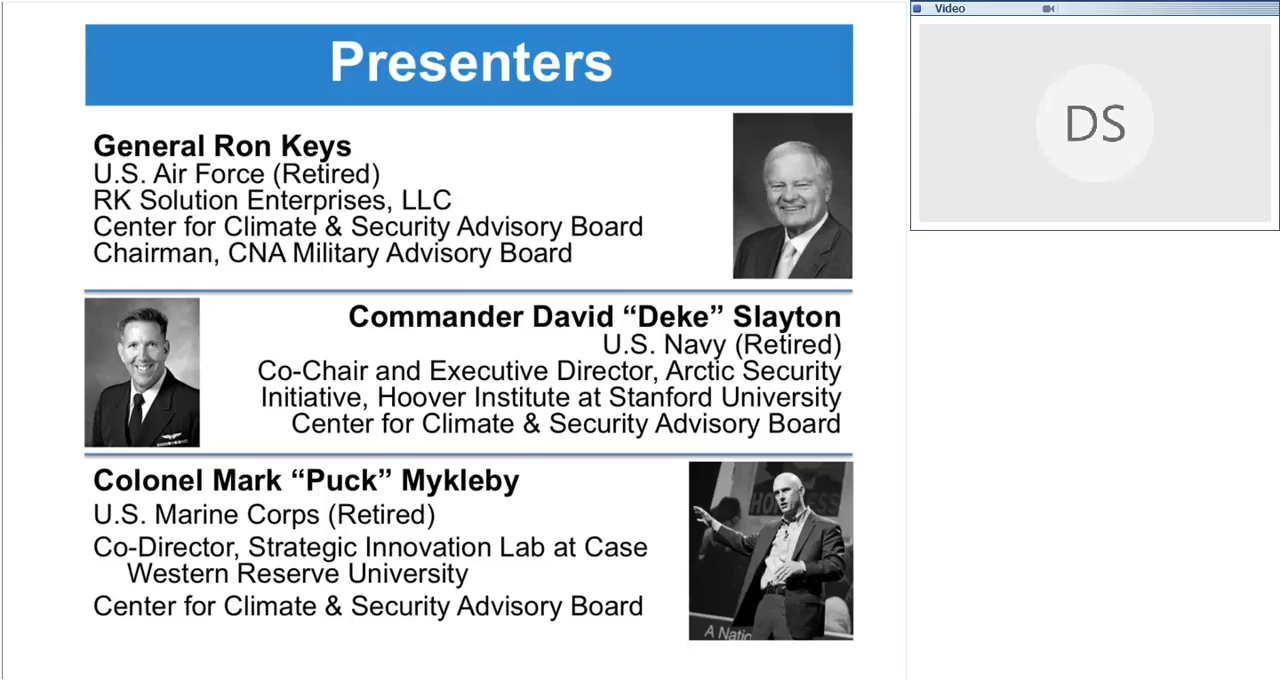 Presenters
General Ron Keys
U.S. Air Force (Retired)
RK Solution Enterprises, LLC
Center for Climate & Security Advisory Board
Chairman, CNA Military Advisory Board
Commander David “Deke” Slayton
U.S. Navy (Retired)
Co-Chair and Executive Director, Arctic Security
Initiative, Hoover Institute at Stanford University
Center for Climate & Security Advisory Board
Colonel Mark “Puck” Mykleby
U.S. Marine Corps (Retired)
Co-Director, Strategic Innovation Lab at Case
Western Reserve University
Center for Climate & Security Advisory Board
A Natio
Video
DS